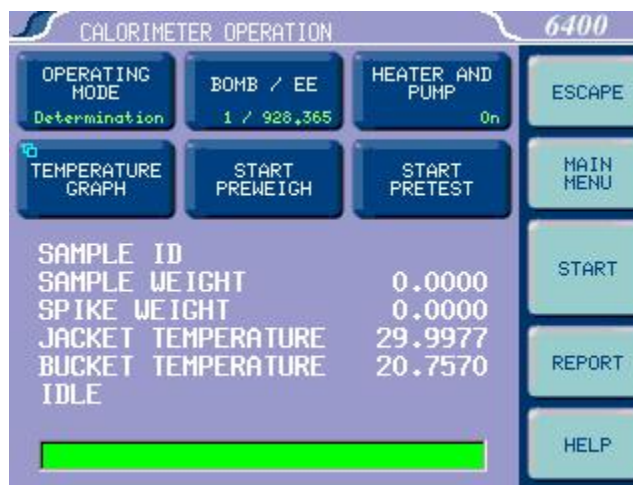 CALORIMETER OPERATION
6400
OPERATING
MODE
Determination
BOMB / EE
1 / 928.365
HEATER AND
PUMP
On
TEMPERATURE
GRAPH
START
PREWEIGH
START
PRETEST
SAMPLE ID
SAMPLE WEIGHT 0.0000
SPIKE WEIGHT 0.0000
JACKET TEMPERATURE 29.9977
BUCKET TEMPERATURE 20.7570
IDLE
ESCAPE
MAIN
MENU
START
REPORT
HELP